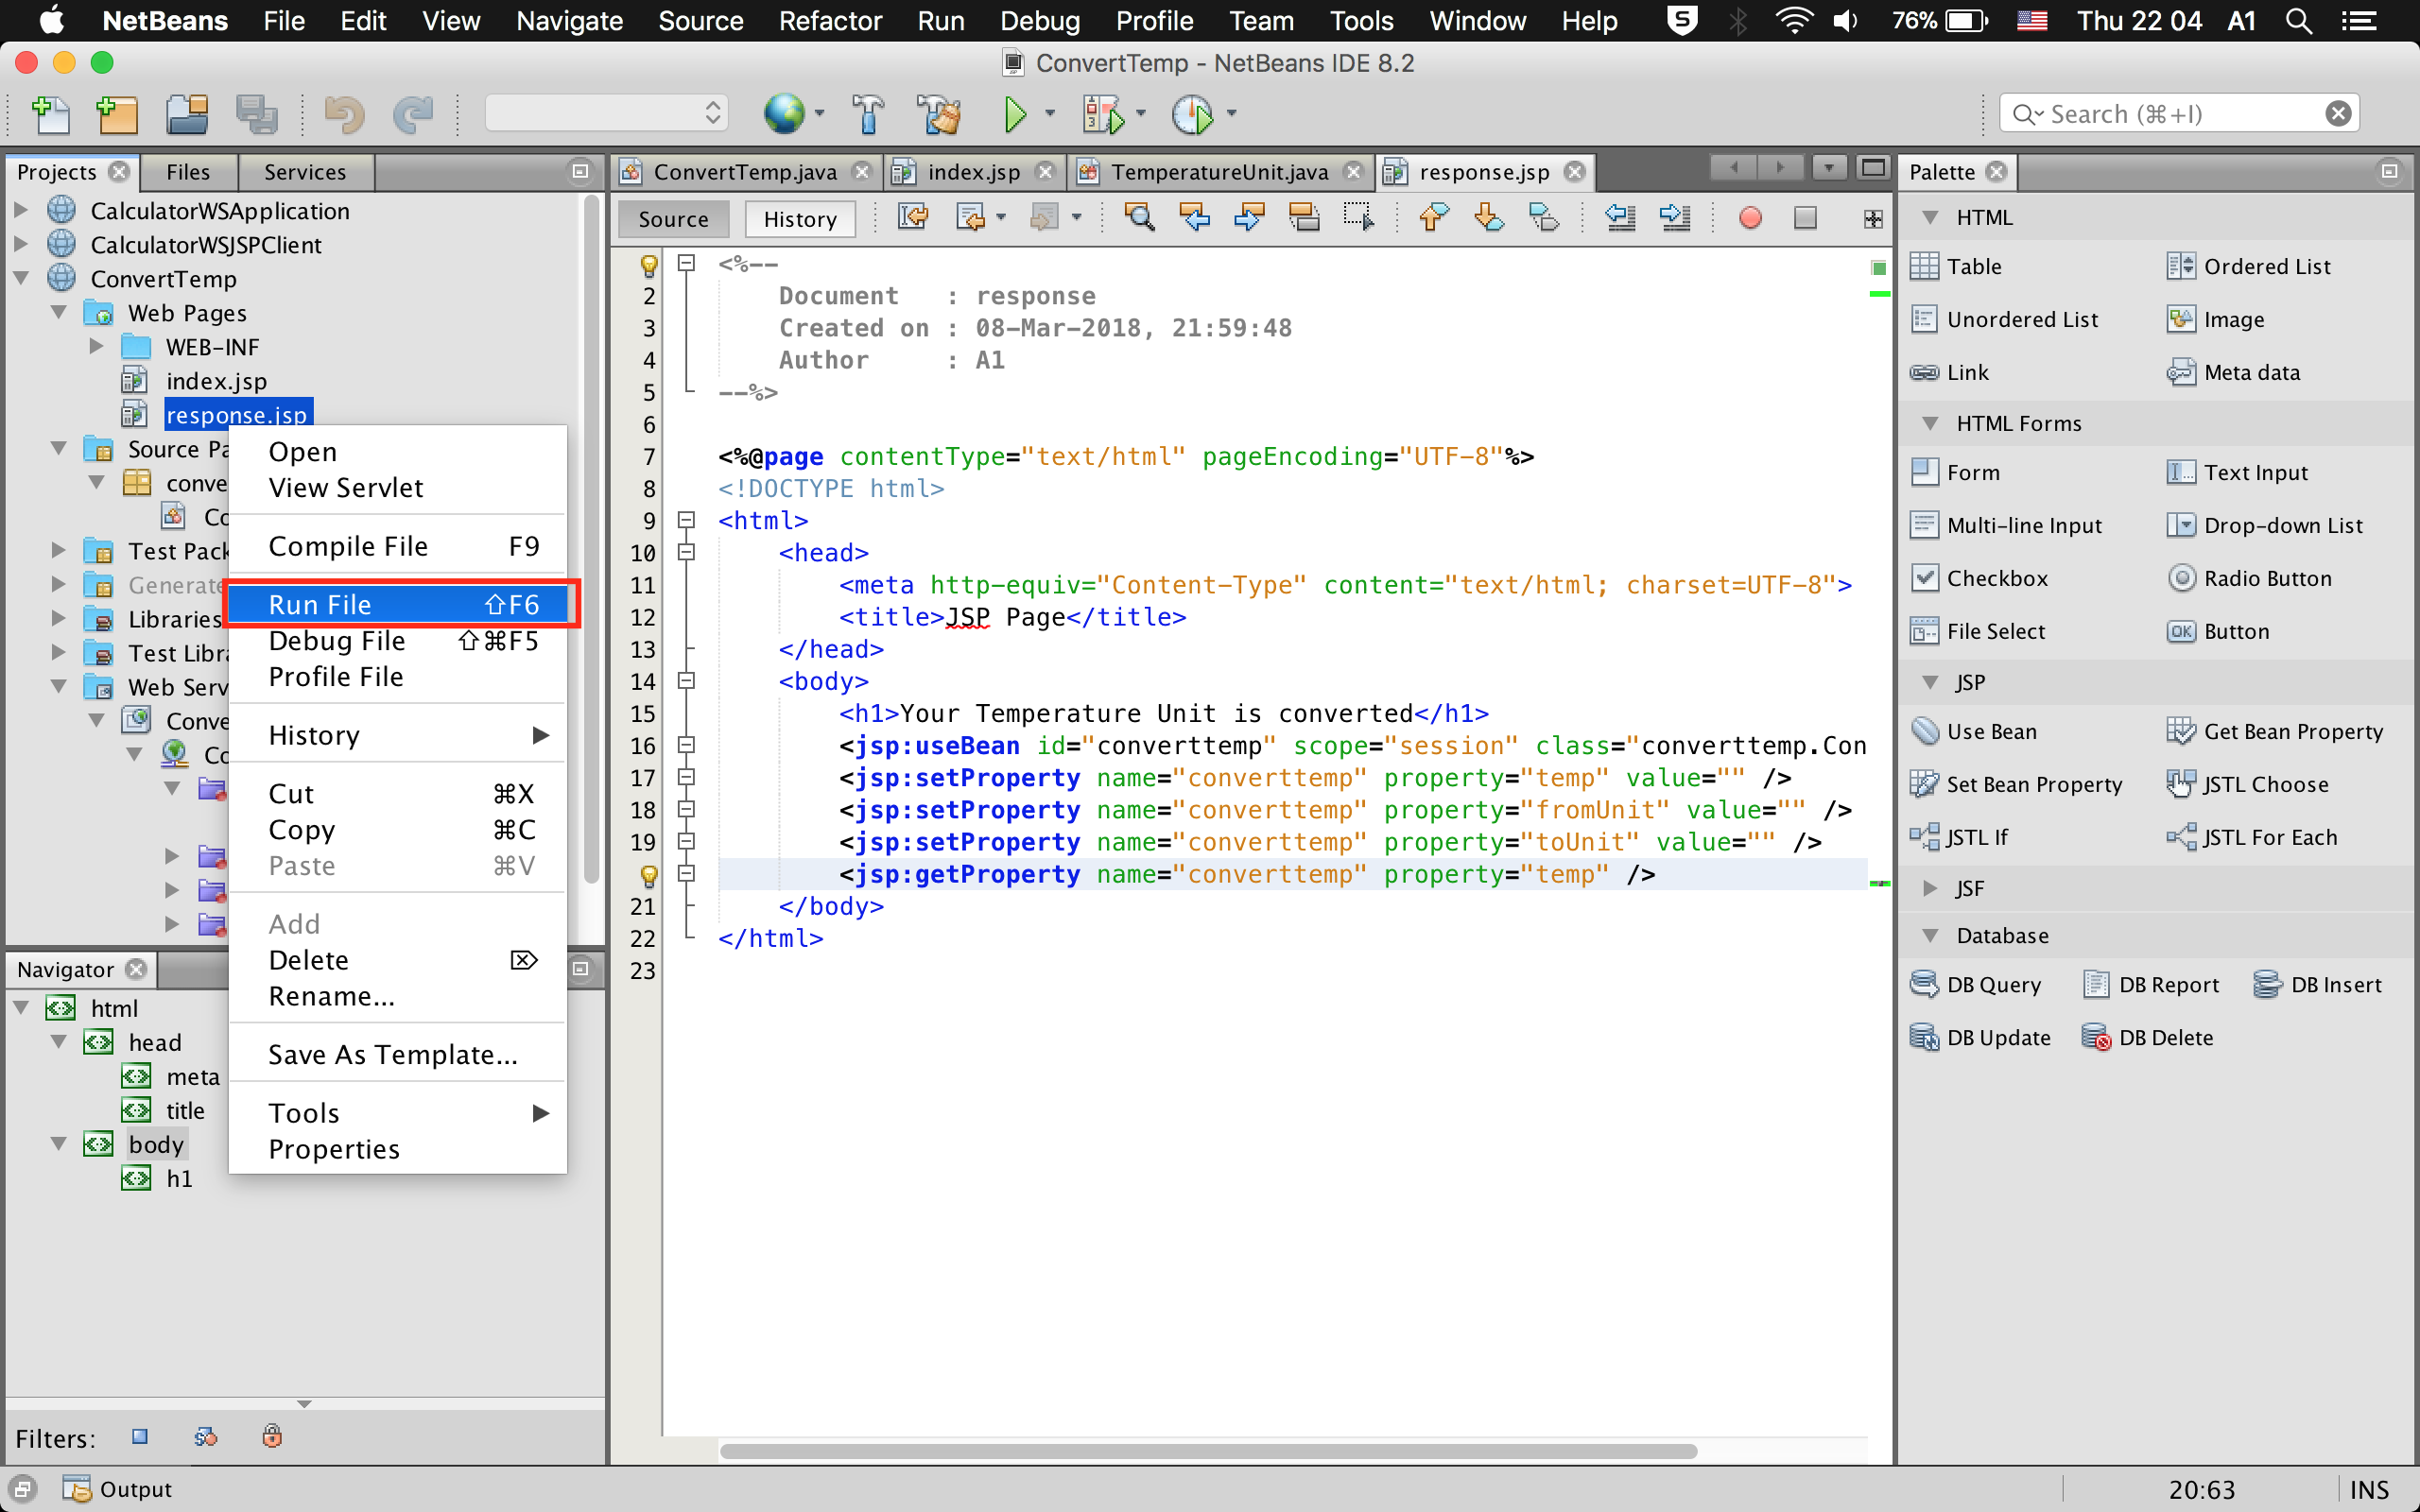 NetBeans File Edit View Navigate Source Refactor Run Debug Profile Team Tools Window Help 76% Thu 22 04 A1
ConvertTemp - NetBeans IDE 8.2
Search (⌘+I)
Projects Files Services
CalculatorWSApplication
CalculatorWSJSPClient
ConvertTemp
Web Pages
WEB-INF
index.jsp
response.jsp
Source Pa
conve
Co
Test Pack
Generate
Libraries
Test Libra
Web Serv
Conve
Co
Open
View Servlet
Compile File F9
Run File ⇧F6
Debug File ⇧⌘F5
Profile File
History
Cut ⌘X
Copy ⌘C
Paste ⌘V
Add
Delete ⌦
Rename...
Save As Template...
Tools
Properties
Navigator
html
head
meta
title
body
h1
Filters:
ConvertTemp.java index.jsp TemperatureUnit.java response.jsp
Source History
<%--
2 Document : response
3 Created on : 08-Mar-2018, 21:59:48
4 Author : A1
5 --%>
6
7 <%@page contentType="text/html" pageEncoding="UTF-8"%>
8 <!DOCTYPE html>
9 <html>
10 <head>
11 <meta http-equiv="Content-Type" content="text/html; charset=UTF-8">
12 <title>JSP Page</title>
13 </head>
14 <body>
15 <h1>Your Temperature Unit is converted</h1>
16 <jsp:useBean id="converttemp" scope="session" class="converttemp.Con
17 <jsp:setProperty name="converttemp" property="temp" value="" />
18 <jsp:setProperty name="converttemp" property="fromUnit" value="" />
19 <jsp:setProperty name="converttemp" property="toUnit" value="" />
<jsp:getProperty name="converttemp" property="temp" />
21 </body>
22 </html>
23
Palette
HTML
Table Ordered List
Unordered List Image
Link Meta data
HTML Forms
Form Text Input
Multi-line Input Drop-down List
Checkbox Radio Button
File Select Button
JSP
Use Bean Get Bean Property
Set Bean Property JSTL Choose
JSTL If JSTL For Each
JSF
Database
DB Query DB Report DB Insert
DB Update DB Delete
Output 20:63 INS